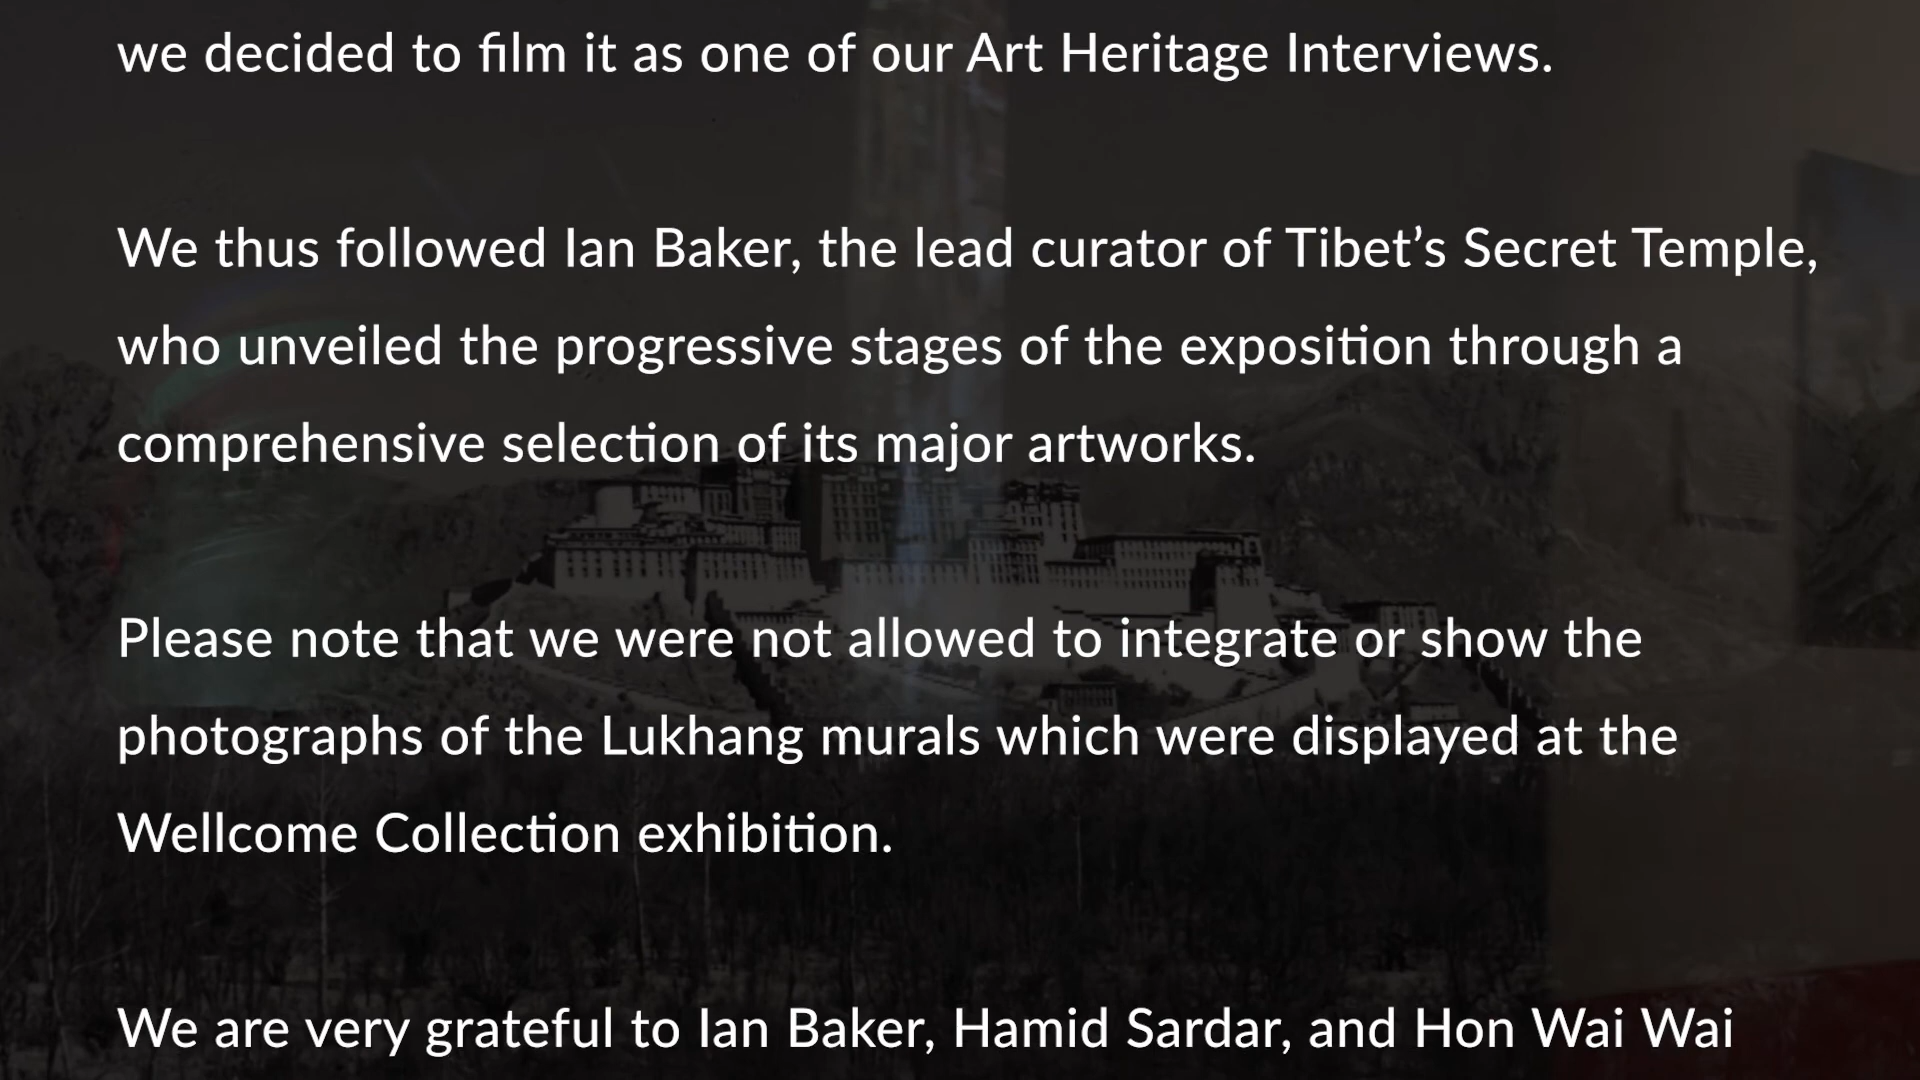 we decided to film it as one of our Art Heritage Interviews.
We thus followed Ian Baker, the lead curator of Tibet’s Secret Temple,
who unveiled the progressive stages of the exposition through a
comprehensive selection of its major artworks.
Please note that we were not allowed to integrate or show the
photographs of the Lukhang murals which were displayed at the
Wellcome Collection exhibition.
We are very grateful to Ian Baker, Hamid Sardar, and Hon Wai Wai